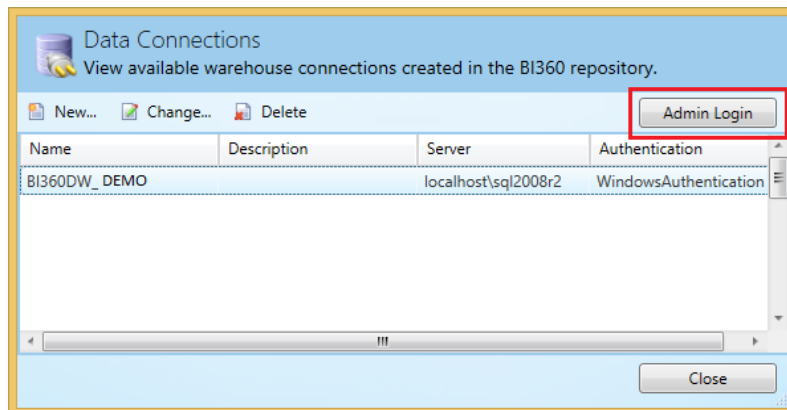 Data Connections
View available warehouse connections created in the BI360 repository.
New... Change... Delete Admin Login
Name Description Server Authentication
BI360DW_ DEMO localhost\sql2008r2 WindowsAuthentication
Close